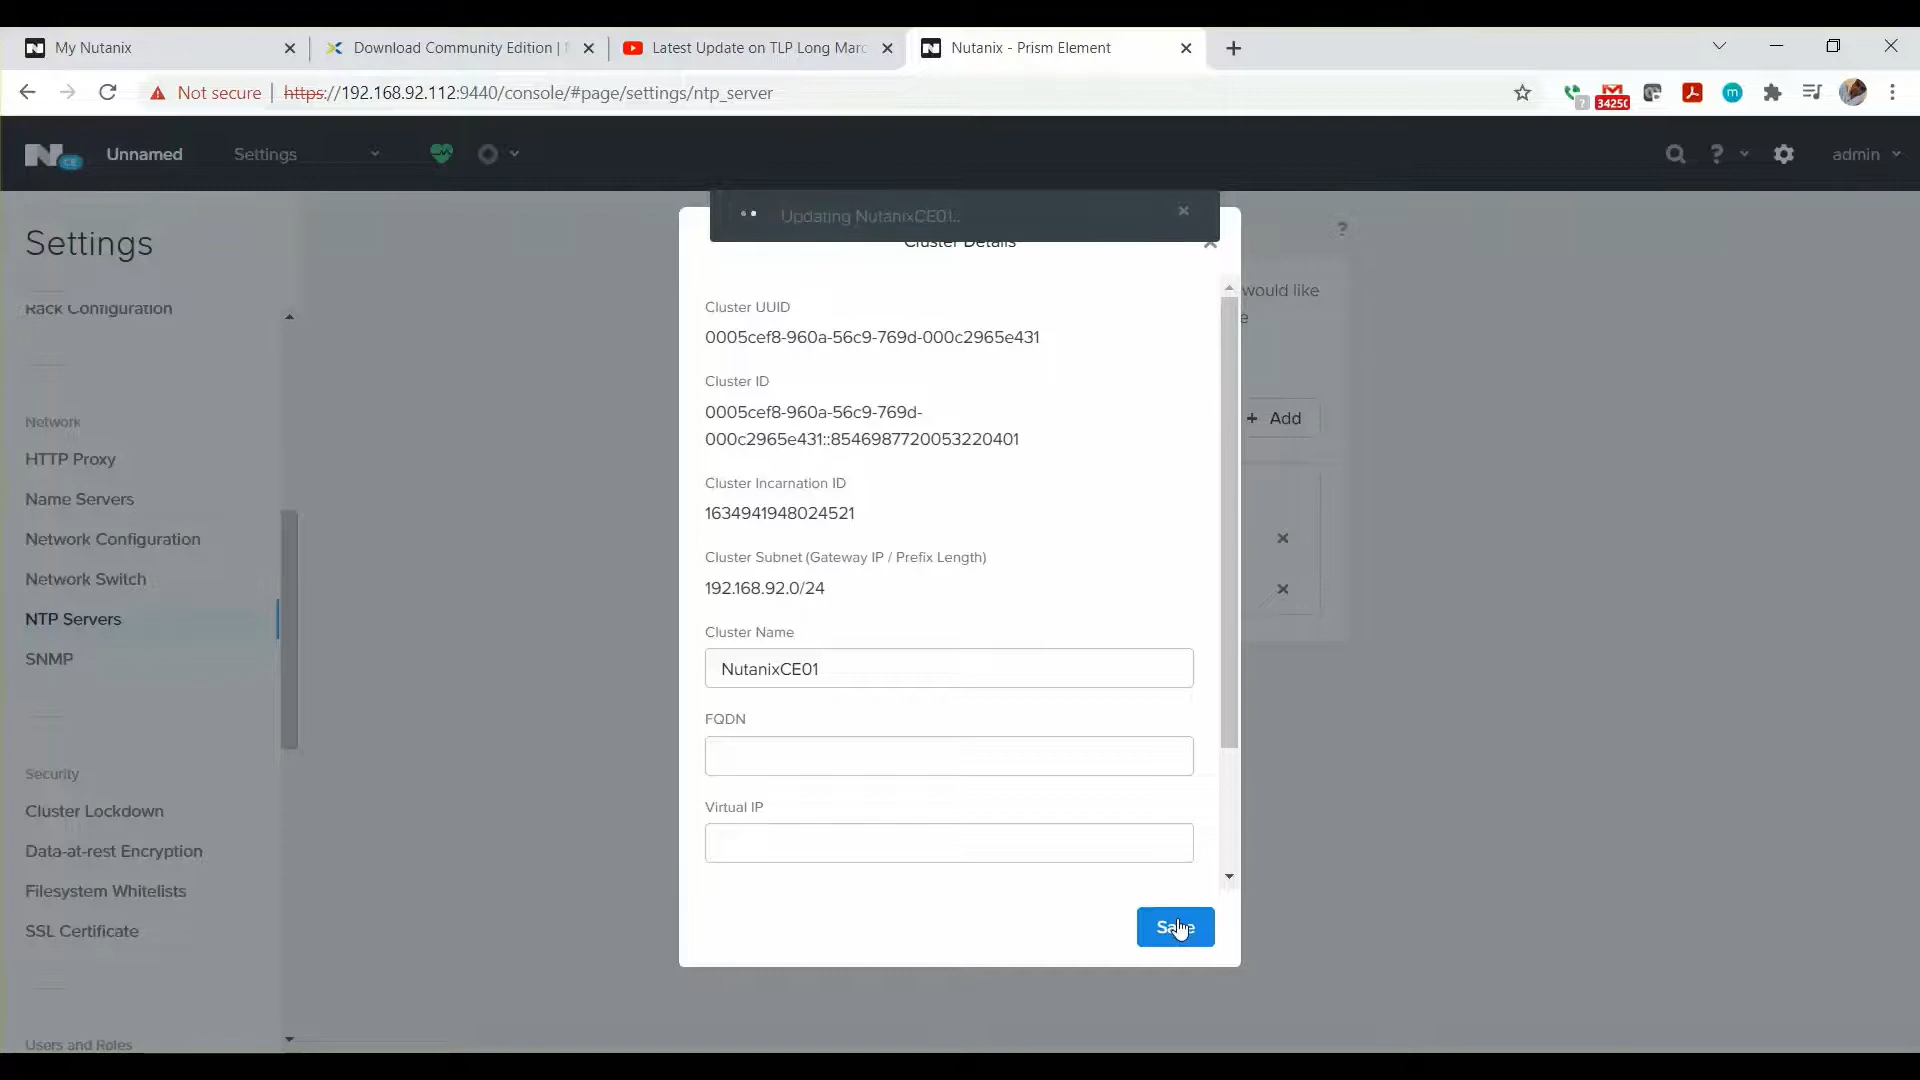 My Nutanix
Download Community Edition |
Latest Update on TLP Long Marc
Nutanix - Prism Element
Not secure
https://192.168.92.112:9440/console/#page/settings/ntp_server
3425
CE
Unnamed
Settings
?
admin
Settings
Rack Configuration
Network
HTTP Proxy
Name Servers
Network Configuration
Network Switch
NTP Servers
SNMP
Security
Cluster Lockdown
Data-at-rest Encryption
Filesystem Whitelists
SSL Certificate
Users and Roles
Updating NutanixCE01..
Cluster Details
Cluster UUID
0005cef8-960a-56c9-769d-000c2965e431
Cluster ID
0005cef8-960a-56c9-769d-
000c2965e431::8546987720053220401
Cluster Incarnation ID
1634941948024521
Cluster Subnet (Gateway IP / Prefix Length)
192.168.92.0/24
Cluster Name
NutanixCE01
FQDN
Virtual IP
Save
?
would like
e
+ Add